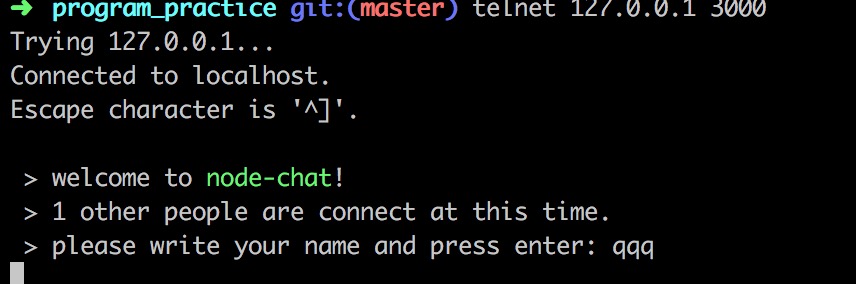 ➜ program_practice git:(master) telnet 127.0.0.1 3000
Trying 127.0.0.1...
Connected to localhost.
Escape character is '^]'.
> welcome to node-chat!
> 1 other people are connect at this time.
> please write your name and press enter: qqq